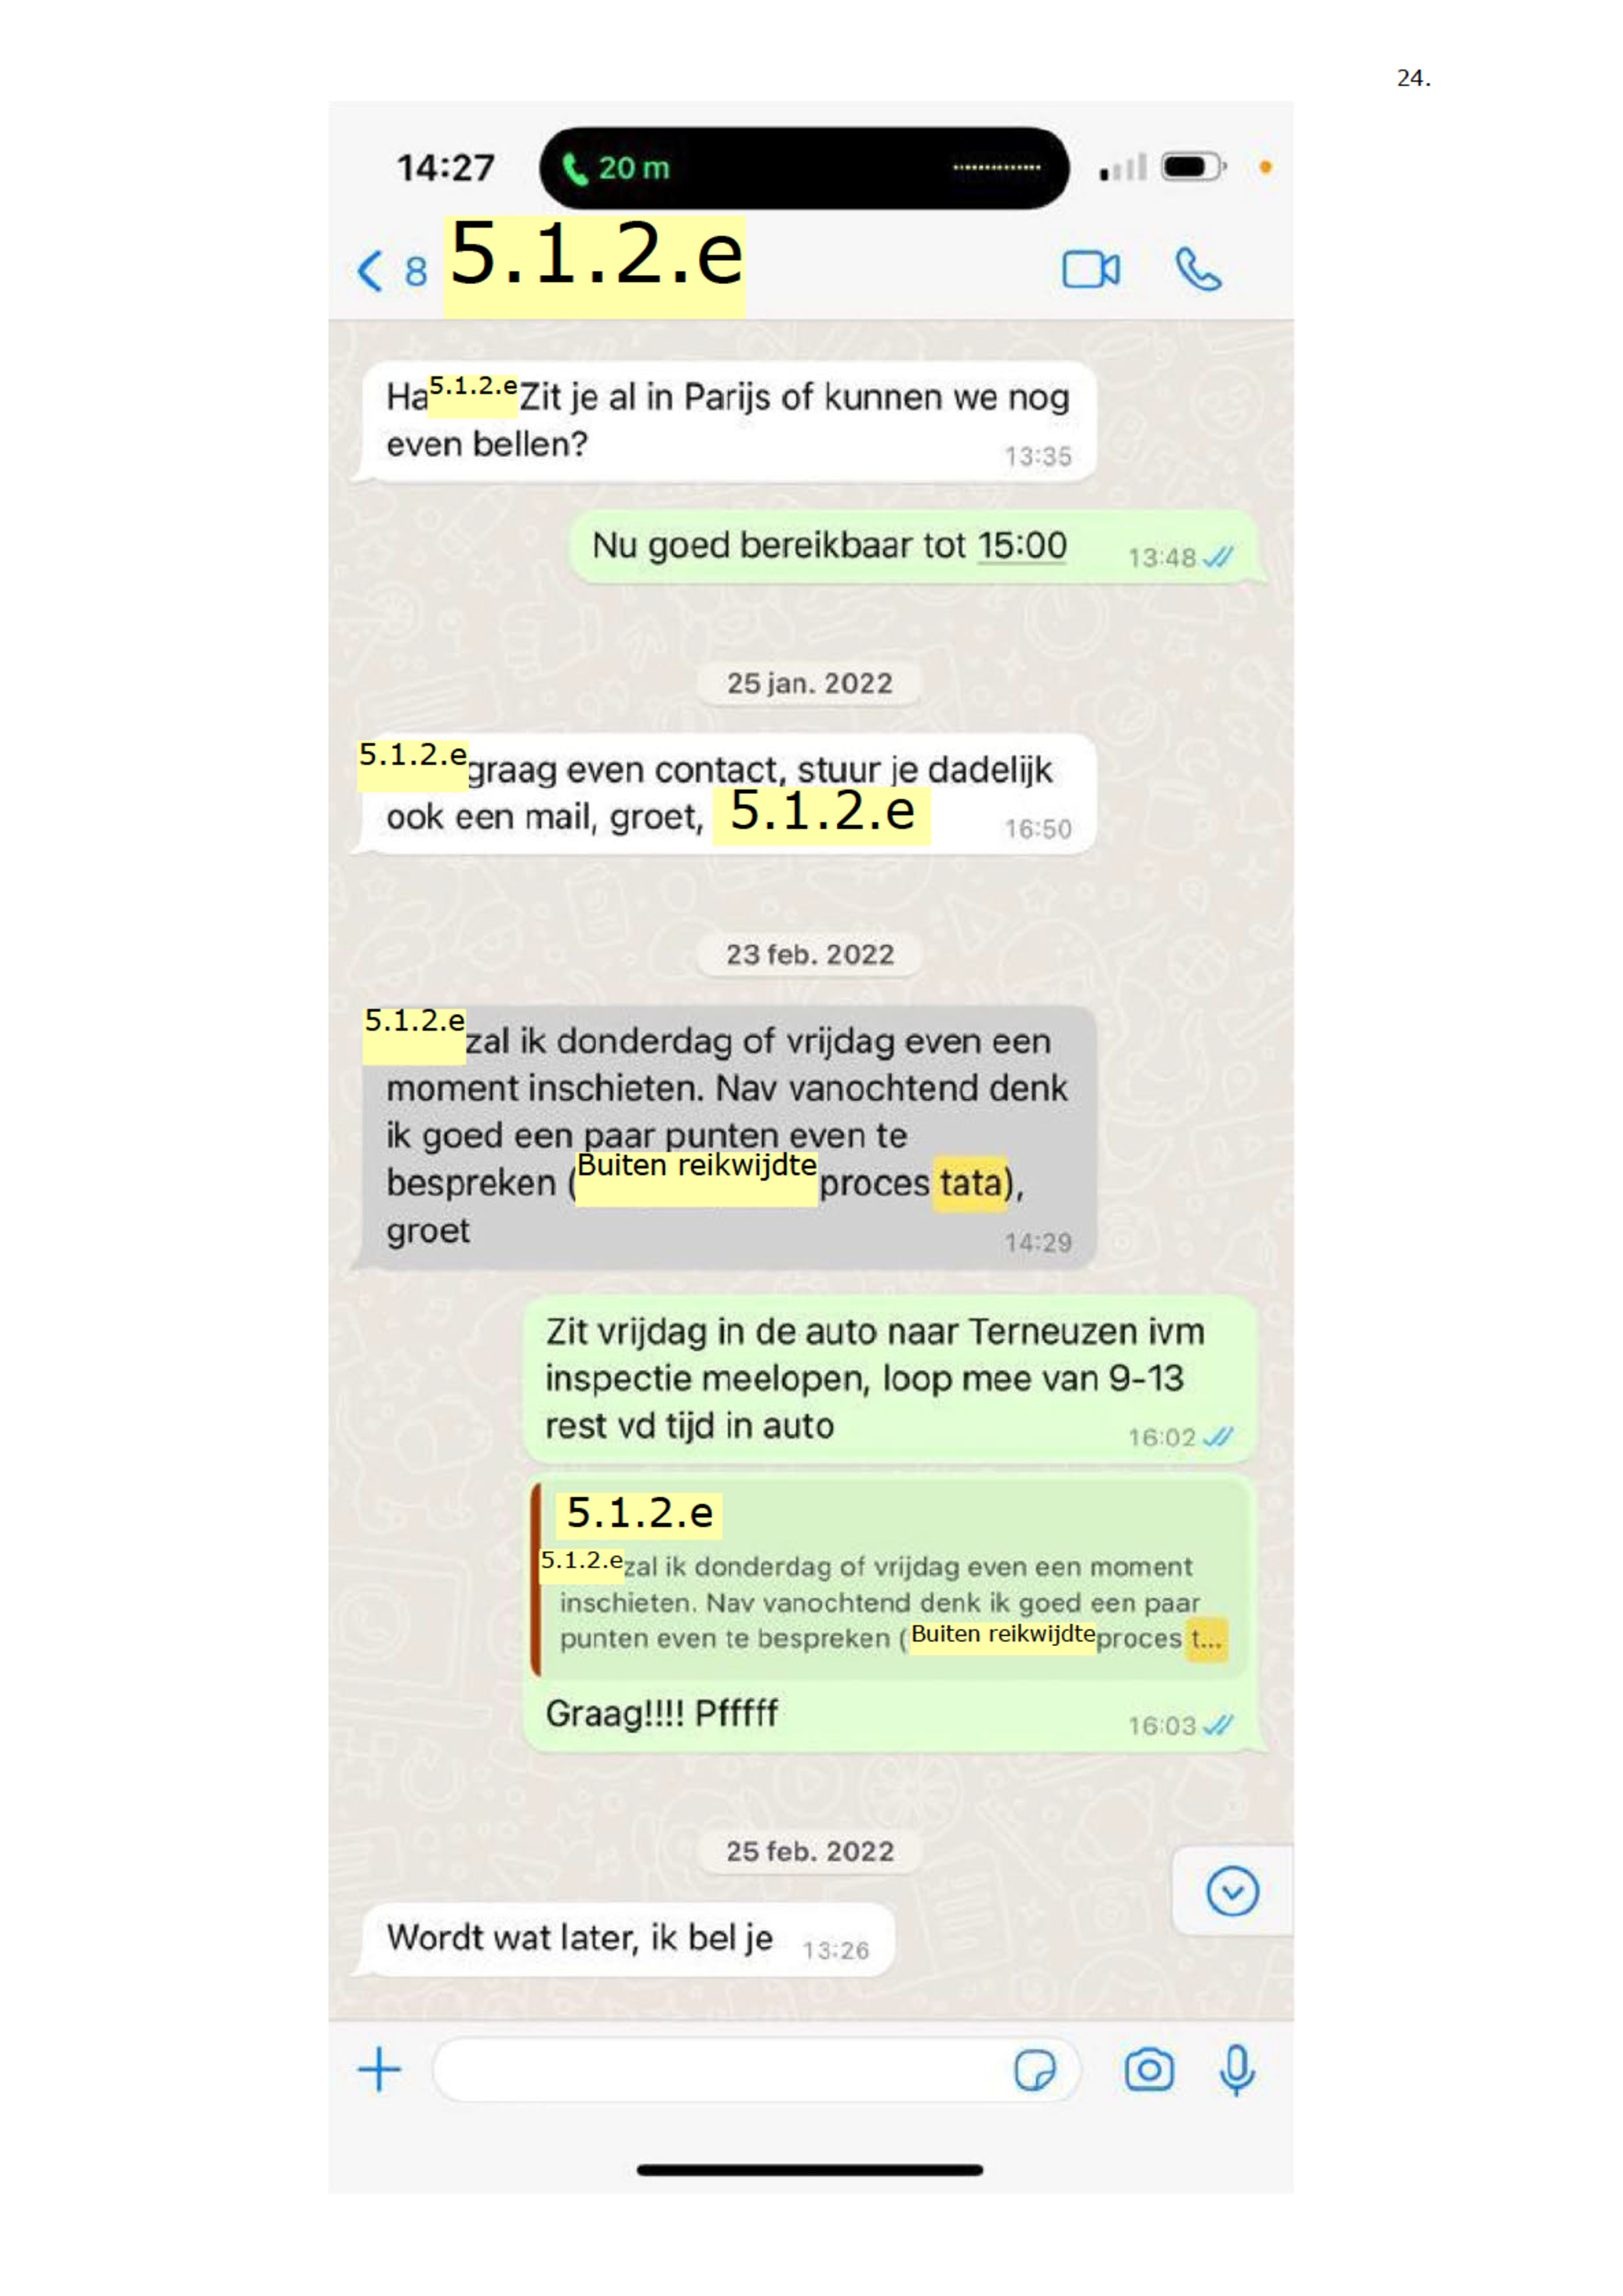 24.
14:27
20 m
8 5.1.2.e
Ha 5.1.2.e Zit je al in Parijs of kunnen we nog
even bellen?
13:35
Nu goed bereikbaar tot 15:00
13:48
25 jan. 2022
5.1.2.e graag even contact, stuur je dadelijk
ook een mail, groet, 5.1.2.e
16:50
23 feb. 2022
5.1.2.e zal ik donderdag of vrijdag even een
moment inschieten. Nav vanochtend denk
ik goed een paar punten even te
bespreken (Buiten reikwijdte proces tata),
groet
14:29
Zit vrijdag in de auto naar Terneuzen ivm
inspectie meelopen, loop mee van 9-13
rest vd tijd in auto
16:02
5.1.2.e
5.1.2.e zal ik donderdag of vrijdag even een moment
inschieten. Nav vanochtend denk ik goed een paar
punten even te bespreken (Buiten reikwijdte proces t...
Graag!!!! Pfffff
16:03
25 feb. 2022
Wordt wat later, ik bel je
13:26